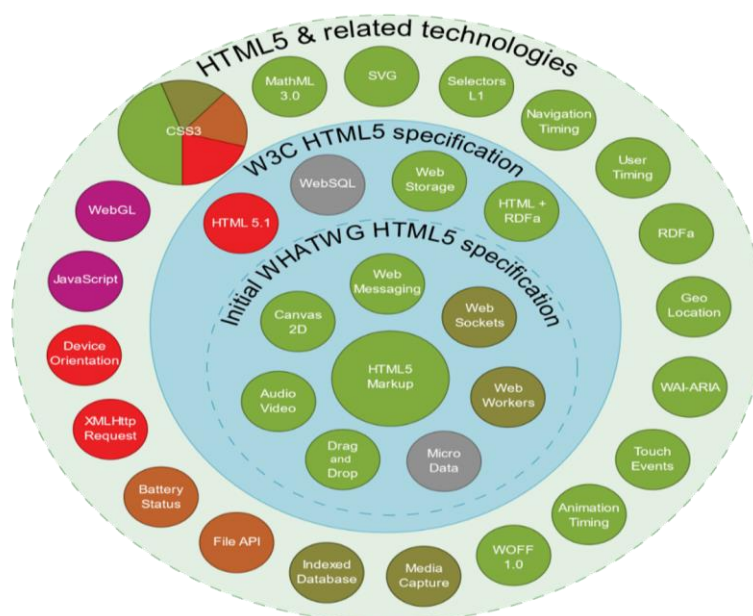 HTML5 & related technologies
MathML
3.0
SVG
Selectors
L1
Navigation
Timing
User
Timing
RDFa
Geo
Location
WAI-ARIA
Touch
Events
Animation
Timing
WOFF
1.0
Media
Capture
Indexed
Database
File API
Battery
Status
XMLHttp
Request
Device
Orientation
JavaScript
WebGL
CSS3
W3C HTML5 specification
HTML 5.1
WebSQL
Web
Storage
HTML +
RDFa
Initial WHATWG HTML5 specification
Web
Messaging
Web
Sockets
Web
Workers
Micro
Data
Drag
and
Drop
Audio
Video
Canvas
2D
HTML5
Markup